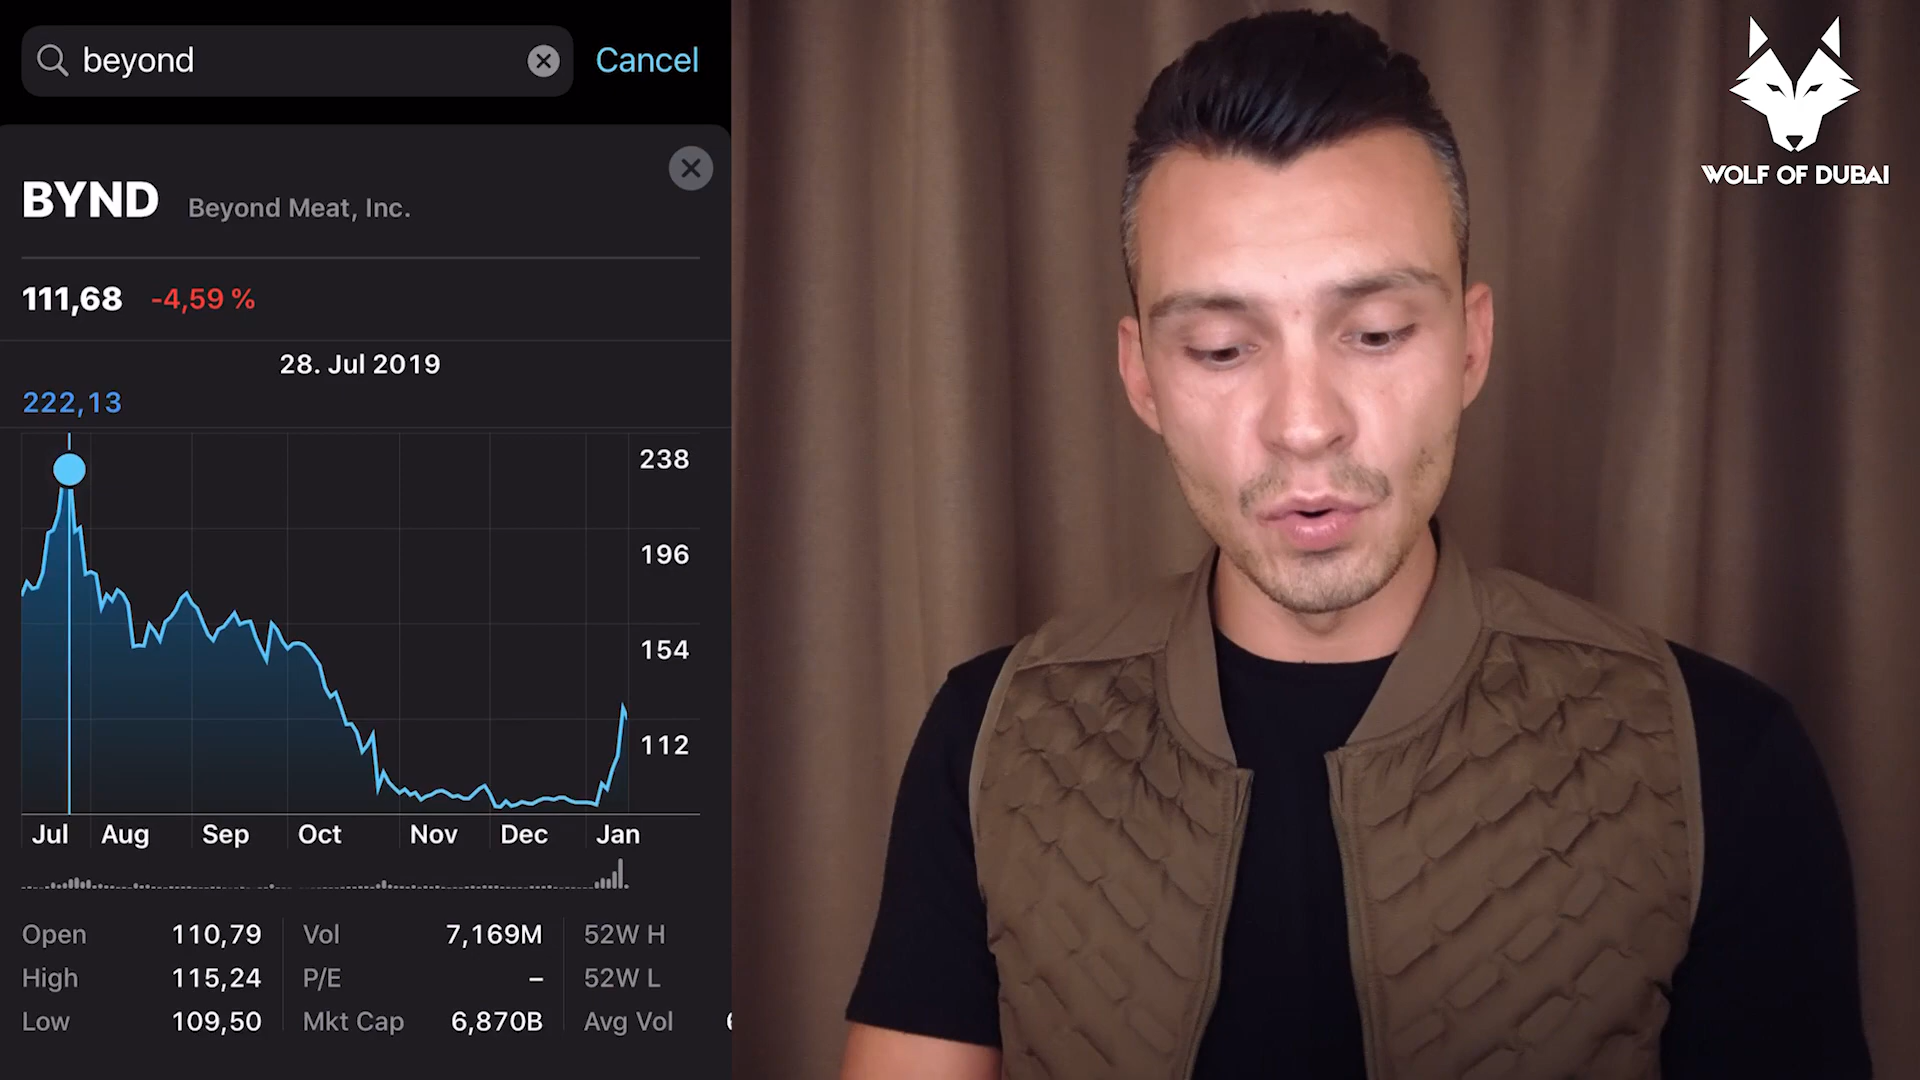 beyond
Cancel
BYND Beyond Meat, Inc.
111,68 -4,59 %
28. Jul 2019
222,13
238
196
154
112
Jul Aug Sep Oct Nov Dec Jan
Open 110,79 Vol 7,169M 52W H
High 115,24 P/E – 52W L
Low 109,50 Mkt Cap 6,870B Avg Vol
WOLF OF DUBAI